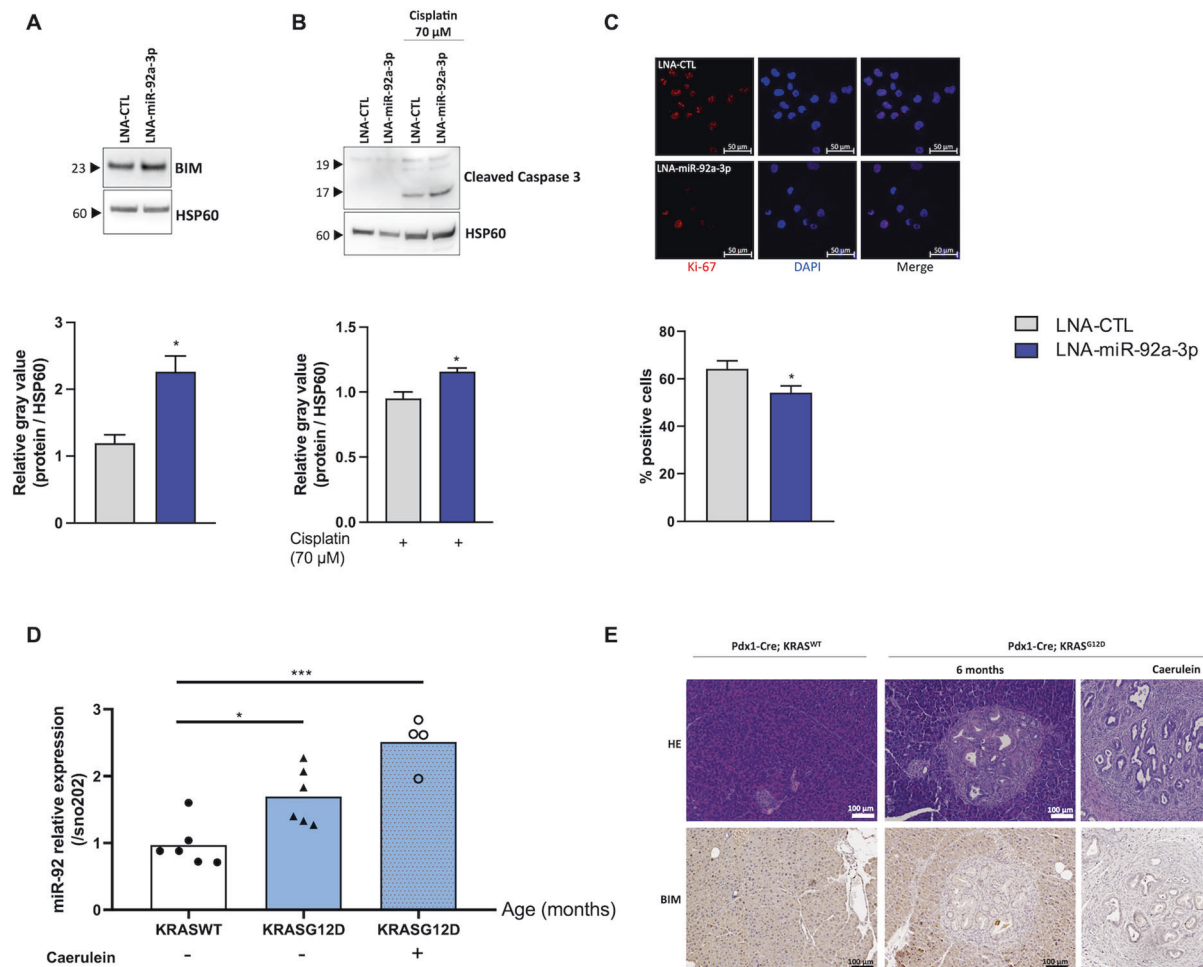 A
LNA-CTL
LNA-miR-92a-3p
23
BIM
60
HSP60
Relative gray value
(protein / HSP60)
3
2
1
0
*
B
Cisplatin
70 µM
LNA-CTL
LNA-miR-92a-3p
LNA-CTL
LNA-miR-92a-3p
19
17
Cleaved Caspase 3
60
HSP60
Relative gray value
(protein / HSP60)
1.5
1.0
0.5
0.0
*
Cisplatin
(70 µM)
+ +
C
LNA-CTL
50 µm 50 µm 50 µm
LNA-miR-92a-3p
50 µm 50 µm 50 µm
Ki-67 DAPI Merge
% positive cells
80
60
40
20
0
*
LNA-CTL
LNA-miR-92a-3p
D
miR-92 relative expression
(/sno202)
3
2
1
0
***
*
Age (months)
KRASWT KRASG12D KRASG12D
Caerulein - - +
E
Pdx1-Cre; KRASWT Pdx1-Cre; KRASG12D
6 months Caerulein
HE
100 µm 100 µm 100 µm
BIM
100 µm 100 µm 100 µm